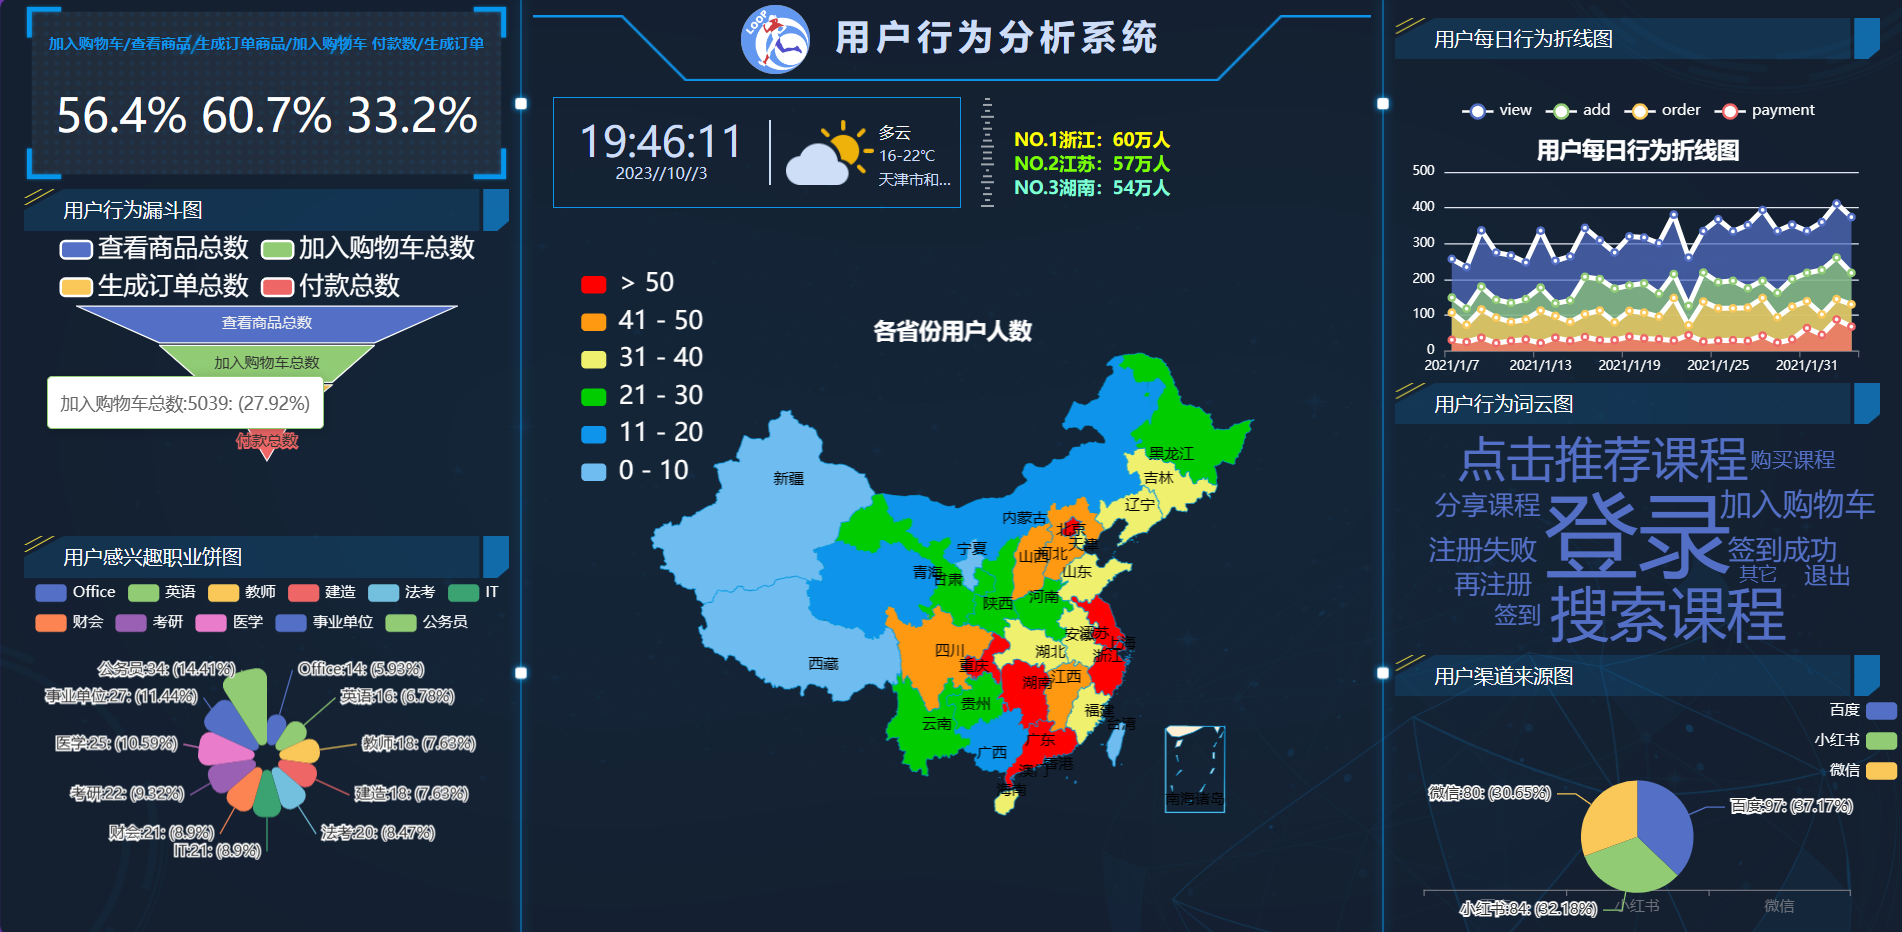 加入购物车/查看商品/生成订单商品/加入购物车 付款数/生成订单
56.4% 60.7% 33.2%
用户行为漏斗图
查看商品总数 加入购物车总数
生成订单总数 付款总数
查看商品总数
加入购物车总数
加入购物车总数:5039: (27.92%)
付款总数
用户感兴趣职业饼图
Office 英语 教师 建造 法考 IT
财会 考研 医学 事业单位 公务员
公务员:34: (14.41%)
Office:14: (5.93%)
事业单位:27: (11.44%)
英语:16: (6.78%)
医学:25: (10.59%)
教师:18: (7.63%)
考研:22: (9.32%)
建造:18: (7.63%)
财会:21: (8.9%)
法考:20: (8.47%)
IT:21: (8.9%)
LOOP
用户行为分析系统
19:46:11
2023//10//3
多云
16-22℃
天津市和...
NO.1浙江：60万人
NO.2江苏：57万人
NO.3湖南：54万人
> 50
41 - 50
31 - 40
21 - 30
11 - 20
0 - 10
各省份用户人数
黑龙江
吉林
新疆
辽宁
内蒙古
北京
天津
宁夏
山西
河北
青海
甘肃
山东
陕西
河南
安徽
江苏
上海
四川
湖北
浙江
西藏
重庆
湖南
江西
贵州
福建
云南
台湾
广东
广西
香港
澳门
海南
南海诸岛
用户每日行为折线图
view add order payment
用户每日行为折线图
500
400
300
200
100
0
2021/1/7 2021/1/13 2021/1/19 2021/1/25 2021/1/31
用户行为词云图
点击推荐课程
购买课程
分享课程
登录
加入购物车
注册失败
签到成功
再注册
其它
退出
签到
搜索课程
用户渠道来源图
百度
小红书
微信
微信:80: (30.65%)
百度:97: (37.17%)
小红书:84: (32.18%)
小红书
微信